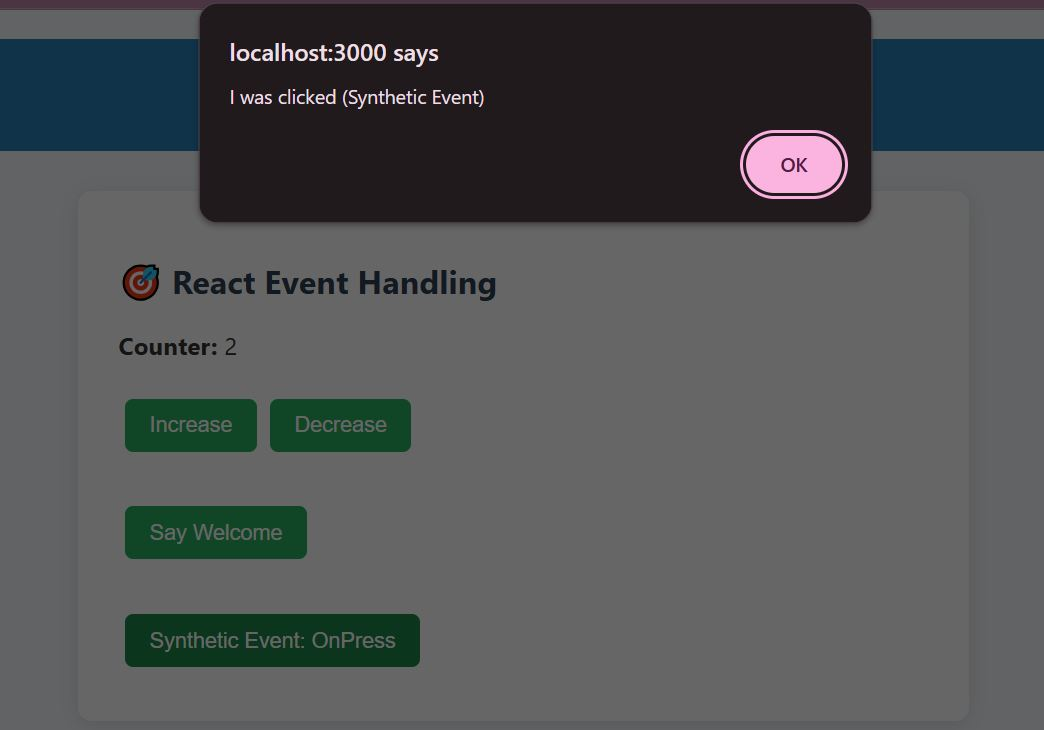 localhost:3000 says
I was clicked (Synthetic Event)
OK
🎯 React Event Handling
Counter: 2
Increase Decrease
Say Welcome
Synthetic Event: OnPress